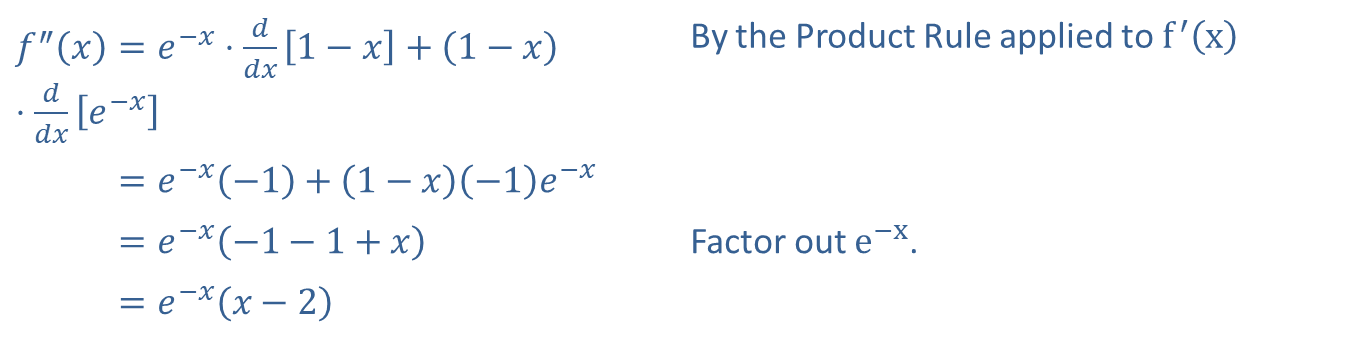 f″(x) = e⁻ˣ · d/dx [1 − x] + (1 − x) By the Product Rule applied to f′(x)
· d/dx [e⁻ˣ]
= e⁻ˣ(−1) + (1 − x)(−1)e⁻ˣ
= e⁻ˣ(−1 − 1 + x) Factor out e⁻ˣ.
= e⁻ˣ(x − 2)